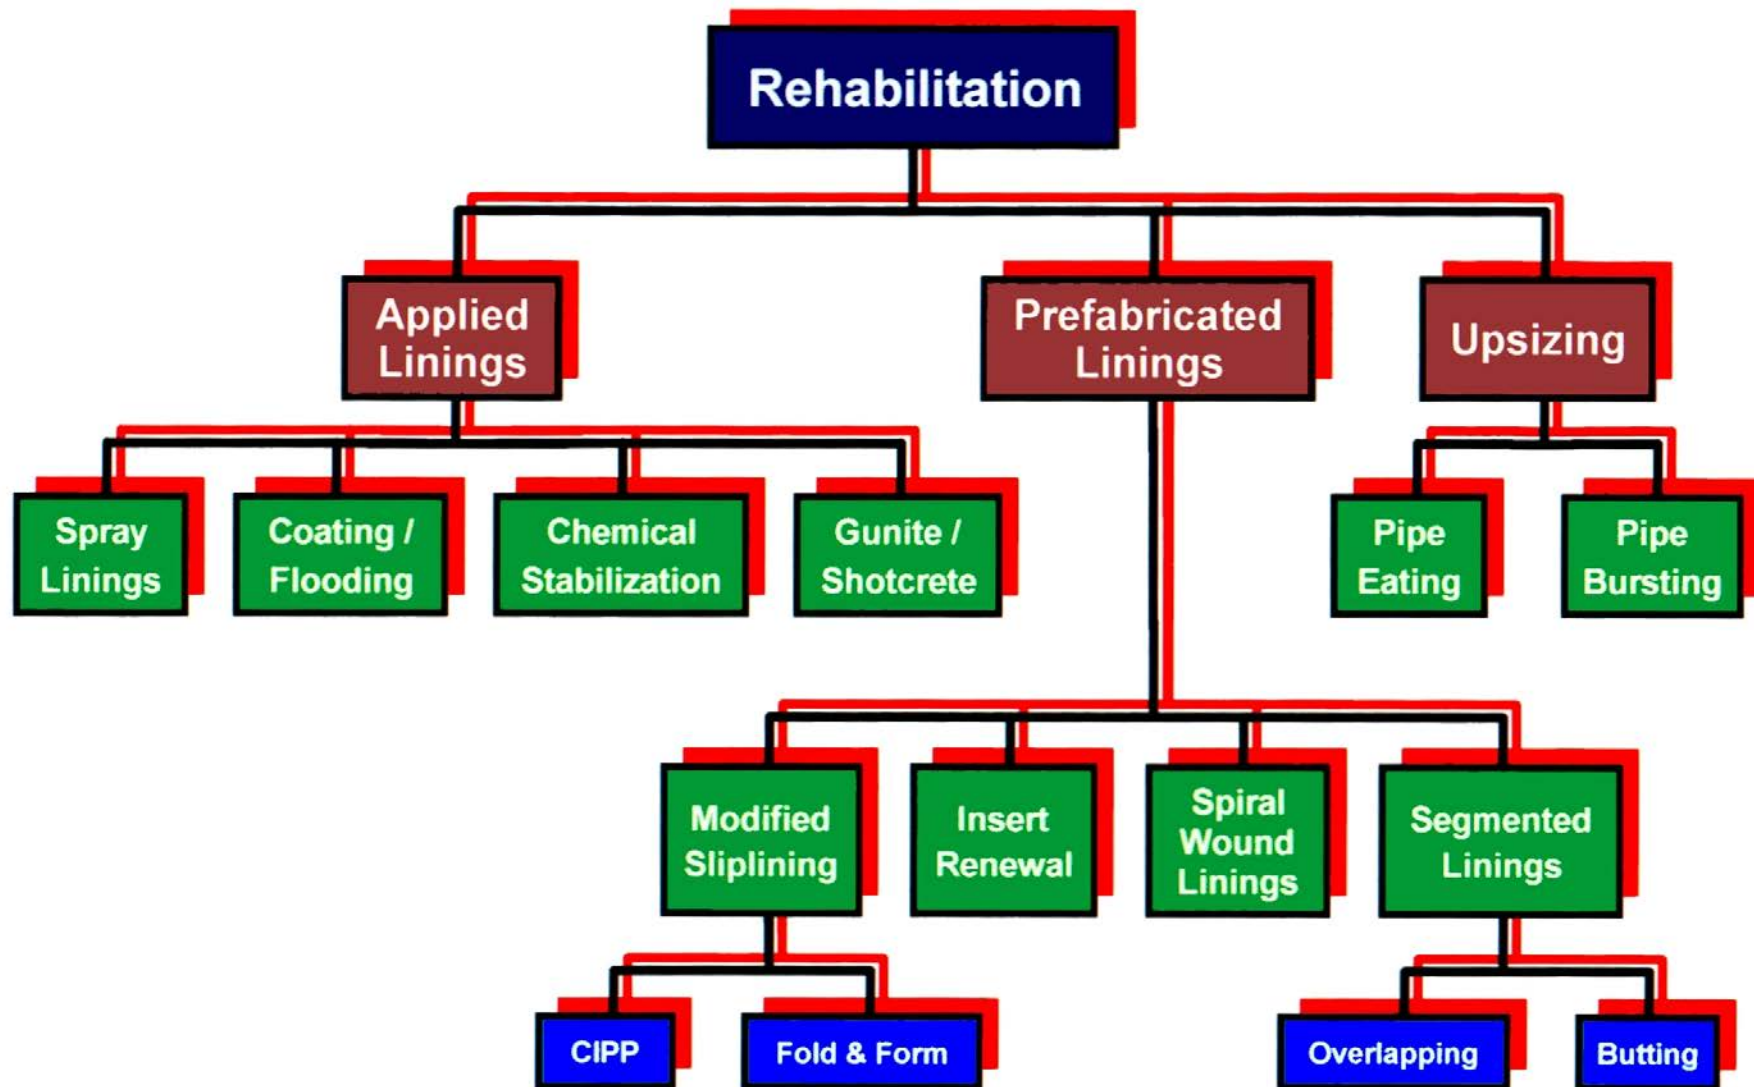 Rehabilitation
Applied
Linings
Prefabricated
Linings
Upsizing
Spray
Linings
Coating /
Flooding
Chemical
Stabilization
Gunite /
Shotcrete
Pipe
Eating
Pipe
Bursting
Modified
Sliplining
Insert
Renewal
Spiral
Wound
Linings
Segmented
Linings
CIPP
Fold & Form
Overlapping
Butting